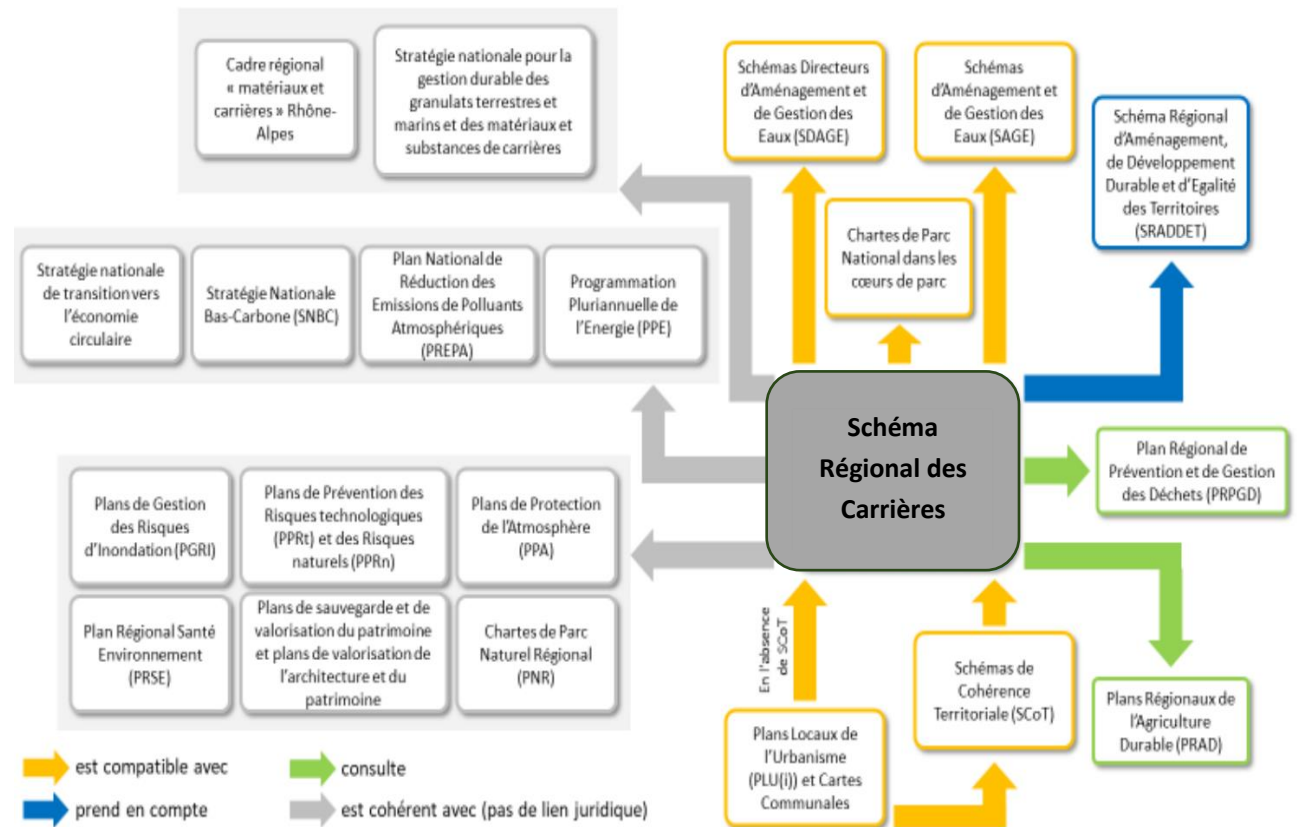 Cadre régional
« matériaux et
carrières » Rhône-
Alpes
Stratégie nationale pour la
gestion durable des
granulats terrestres et
marins et des matériaux et
substances de carrières
Schémas Directeurs
d'Aménagement et
de Gestion des
Eaux (SDAGE)
Schémas
d'Aménagement et
de Gestion des
Eaux (SAGE)
Schéma Régional
d'Aménagement,
de Développement
Durable et d'Egalité
des Territoires
(SRADDET)
Chartes de Parc
National dans les
cœurs de parc
Stratégie nationale
de transition vers
l'économie
circulaire
Stratégie Nationale
Bas-Carbone (SNBC)
Plan National de
Réduction des
Emissions de Polluants
Atmosphériques
(PREPA)
Programmation
Pluriannuelle de
l'Energie (PPE)
Schéma
Régional des
Carrières
Plan Régional de
Prévention et de Gestion
des Déchets (PRPGD)
Plans de Gestion
des Risques
d'Inondation (PGRI)
Plans de Prévention des
Risques technologiques
(PPRt) et des Risques
naturels (PPRn)
Plans de Protection
de l'Atmosphère
(PPA)
Plan Régional Santé
Environnement
(PRSE)
Plans de sauvegarde et de
valorisation du patrimoine
et plans de valorisation de
l'architecture et du
patrimoine
Chartes de Parc
Naturel Régional
(PNR)
En l'absence
de SCoT
Schémas de
Cohérence
Territoriale (SCoT)
Plans Régionaux de
l'Agriculture
Durable (PRAD)
Plans Locaux de
l'Urbanisme
(PLU(i)) et Cartes
Communales
est compatible avec
consulte
prend en compte
est cohérent avec (pas de lien juridique)